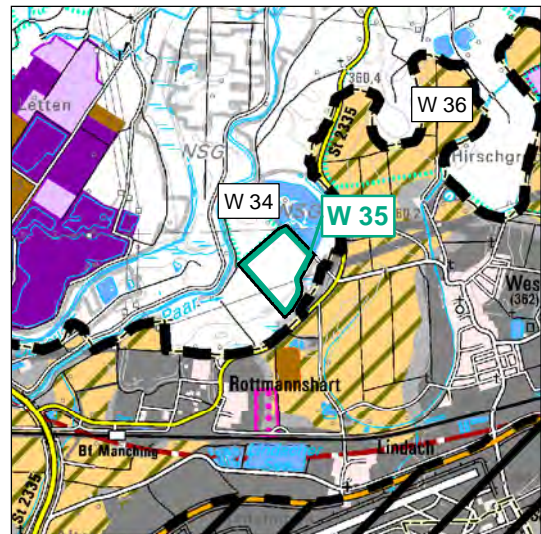 Letten
360,4
St 2335
W 36
Hirschgr
NSG
W 34
NSG
W 35
Wes
(362)
Paar
Rottmannshart
Bf Manching
Lindach
St 2335